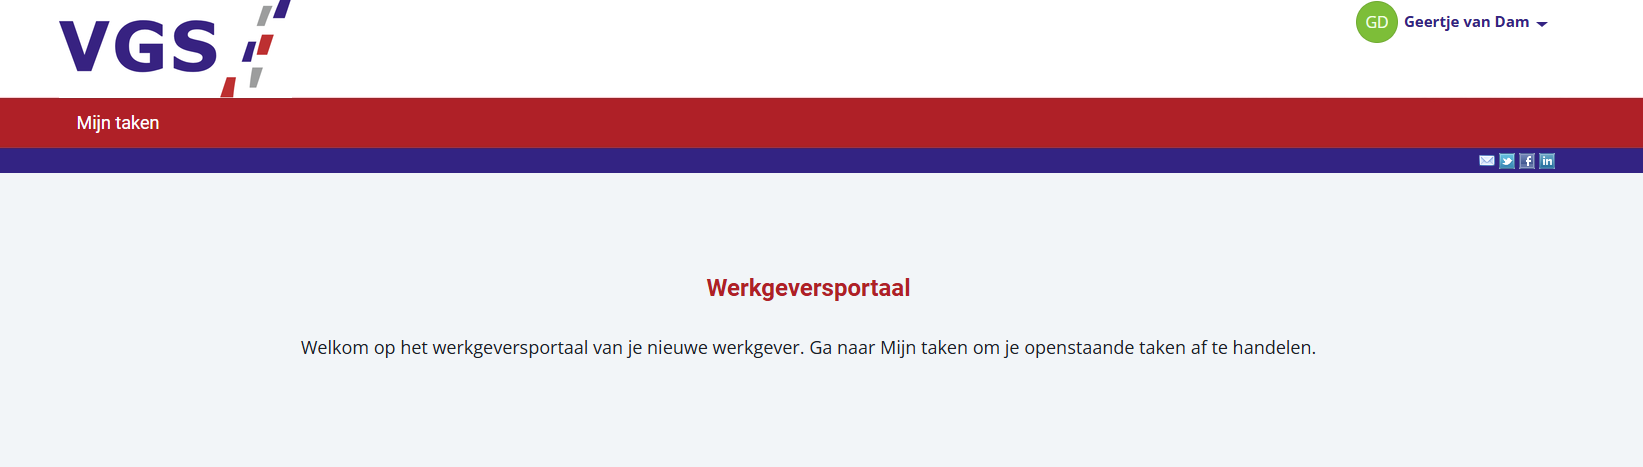 VGS
GD Geertje van Dam
Mijn taken
Werkgeversportaal
Welkom op het werkgeversportaal van je nieuwe werkgever. Ga naar Mijn taken om je openstaande taken af te handelen.